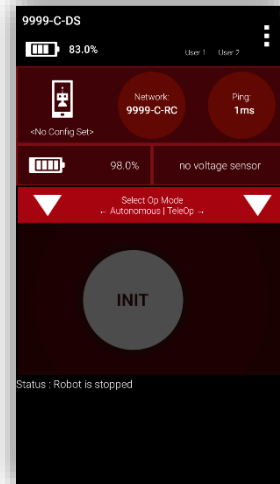 9999-C-DS
83.0%
User 1 User 2
Network:
9999-C-RC
Ping:
1ms
<No Config Set>
98.0%
no voltage sensor
Select Op Mode
← Autonomous | TeleOp →
INIT
Status : Robot is stopped